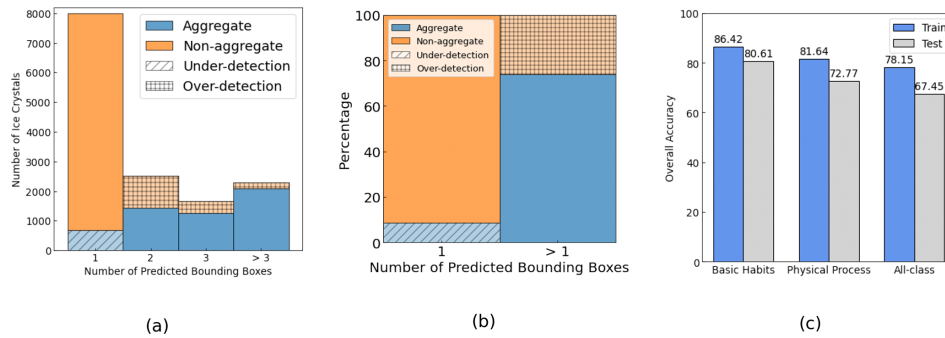 8000
7000
6000
5000
4000
3000
2000
1000
0
Number of Ice Crystals
Aggregate
Non-aggregate
Under-detection
Over-detection
1 2 3 > 3
Number of Predicted Bounding Boxes
(a)
100
80
60
40
20
0
Percentage
Aggregate
Non-aggregate
Under-detection
Over-detection
1 > 1
Number of Predicted Bounding Boxes
(b)
100
80
60
40
20
0
Overall Accuracy
Train
Test
86.42
80.61
81.64
72.77
78.15
67.45
Basic Habits Physical Process All-class
(c)